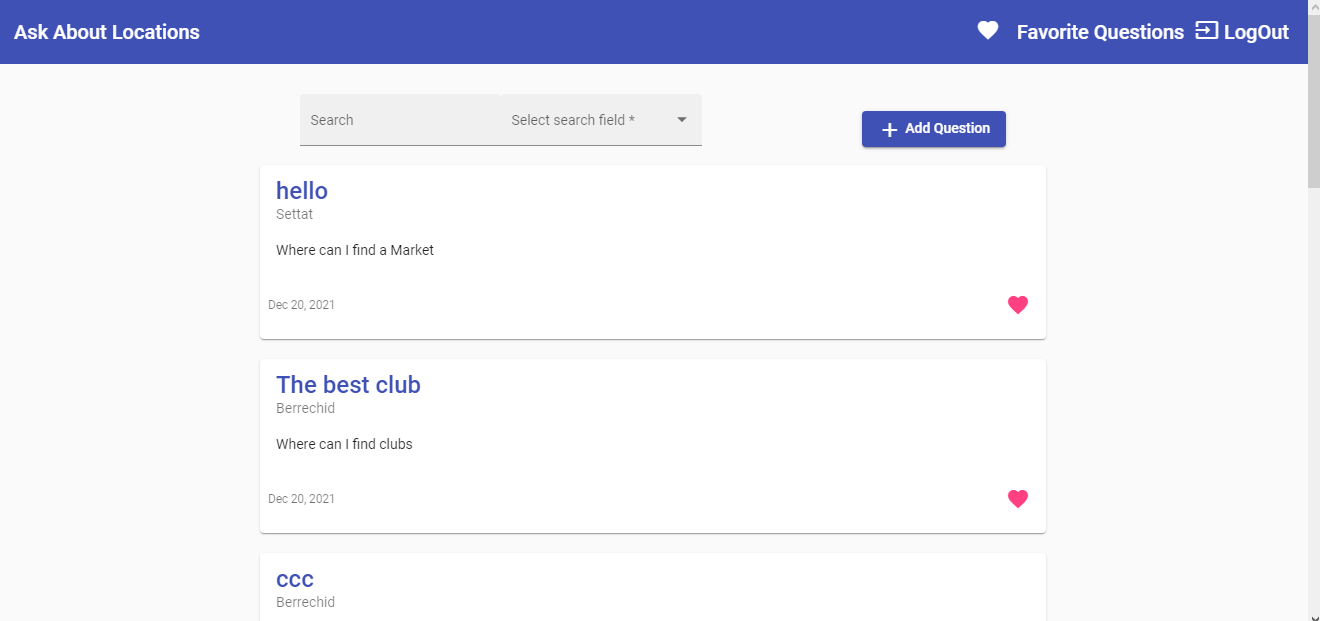 Ask About Locations
Favorite Questions LogOut
Search
Select search field *
Add Question
hello
Settat
Where can I find a Market
Dec 20, 2021
The best club
Berrechid
Where can I find clubs
Dec 20, 2021
ccc
Berrechid